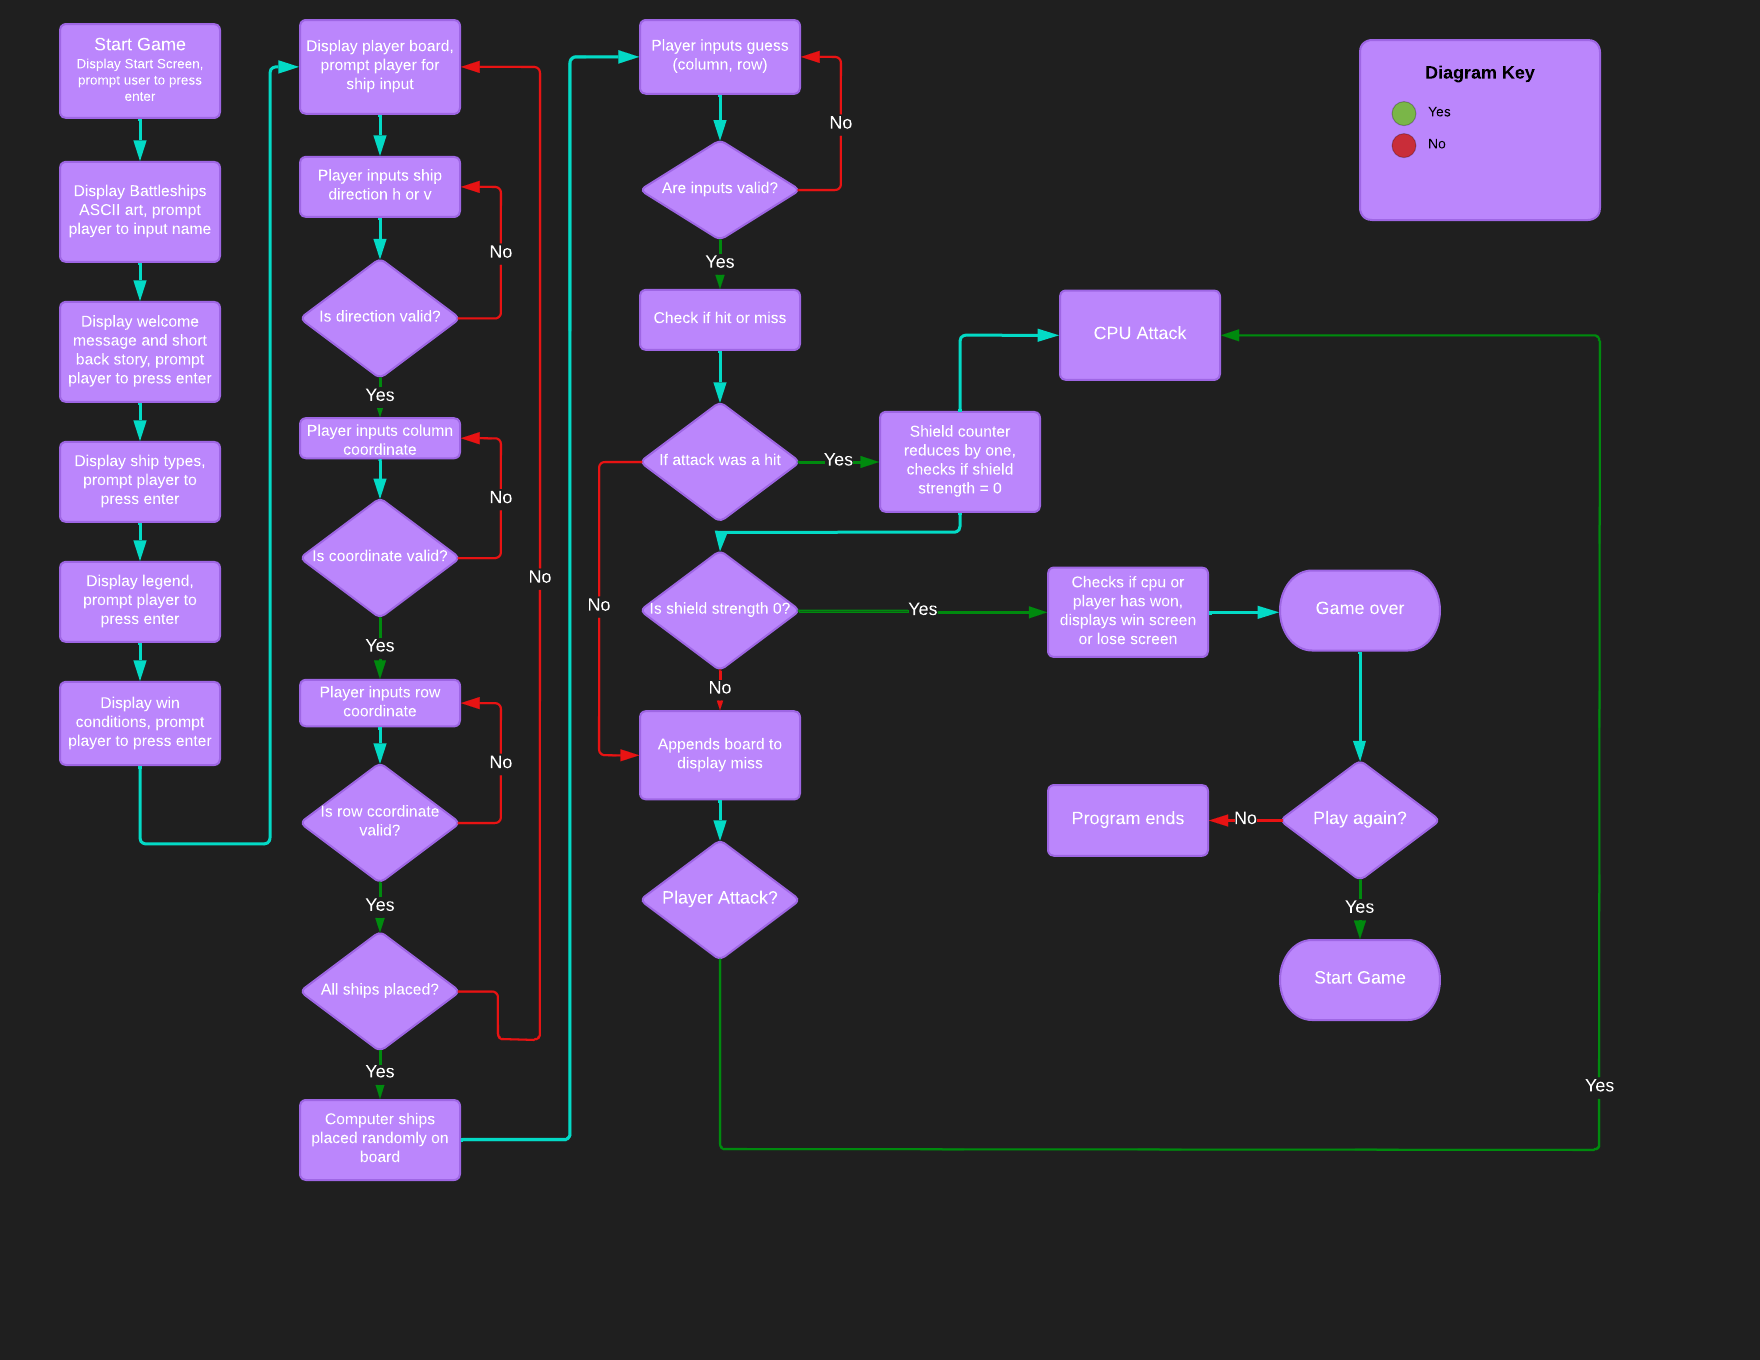 Start Game
Display Start Screen,
prompt user to press
enter
Display Battleships
ASCII art, prompt
player to input name
Display welcome
message and short
back story, prompt
player to press enter
Display ship types,
prompt player to
press enter
Display legend,
prompt player to
press enter
Display win
conditions, prompt
player to press enter
Display player board,
prompt player for
ship input
Player inputs ship
direction h or v
No
Is direction valid?
Yes
Player inputs column
coordinate
No
Is coordinate valid?
No
Yes
Player inputs row
coordinate
No
Is row ccordinate
valid?
Yes
All ships placed?
Yes
Computer ships
placed randomly on
board
Player inputs guess
(column, row)
No
Are inputs valid?
Yes
Check if hit or miss
If attack was a hit
Yes
Shield counter
reduces by one,
checks if shield
strength = 0
CPU Attack
No
Is shield strength 0?
Yes
No
Appends board to
display miss
Player Attack?
Yes
Checks if cpu or
player has won,
displays win screen
or lose screen
Game over
Play again?
No
Program ends
Yes
Start Game
Diagram Key
Yes
No